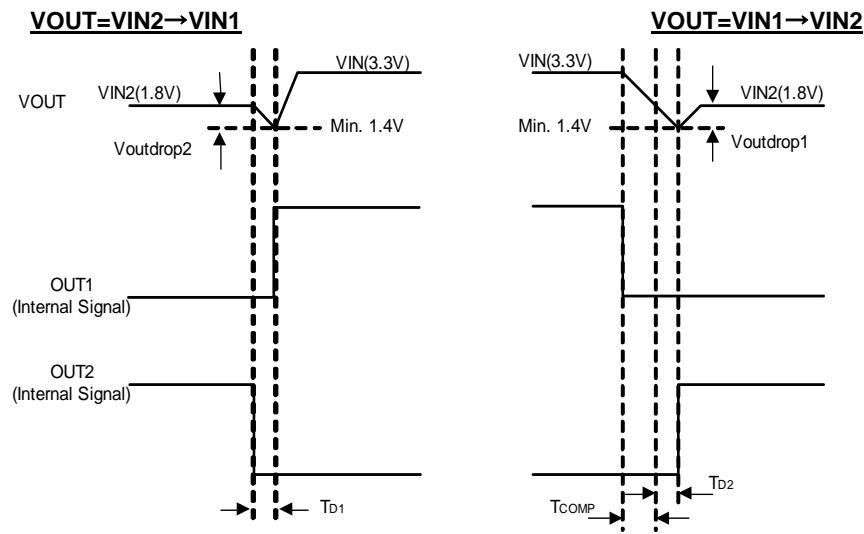 VOUT=VIN2→VIN1
VOUT=VIN1→VIN2
VOUT
VIN2(1.8V)
VIN(3.3V)
Min. 1.4V
Voutdrop2
VIN(3.3V)
VIN2(1.8V)
Min. 1.4V
Voutdrop1
OUT1
(Internal Signal)
OUT2
(Internal Signal)
TD1
TCOMP
TD2